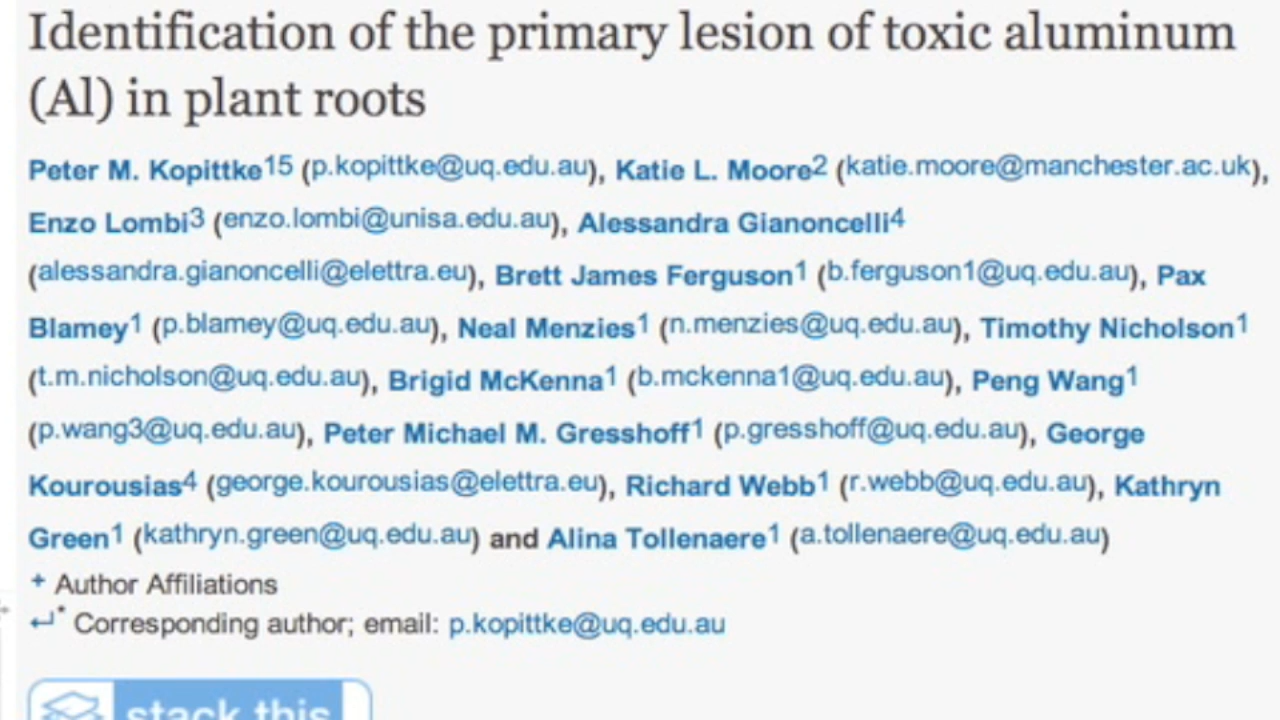 Identification of the primary lesion of toxic aluminum
(Al) in plant roots
Peter M. Kopittke15 (p.kopittke@uq.edu.au), Katie L. Moore2 (katie.moore@manchester.ac.uk),
Enzo Lombi3 (enzo.lombi@unisa.edu.au), Alessandra Gianoncelli4
(alessandra.gianoncelli@elettra.eu), Brett James Ferguson1 (b.ferguson1@uq.edu.au), Pax
Blamey1 (p.blamey@uq.edu.au), Neal Menzies1 (n.menzies@uq.edu.au), Timothy Nicholson1
(t.m.nicholson@uq.edu.au), Brigid McKenna1 (b.mckenna1@uq.edu.au), Peng Wang1
(p.wang3@uq.edu.au), Peter Michael M. Gresshoff1 (p.gresshoff@uq.edu.au), George
Kourousias4 (george.kourousias@elettra.eu), Richard Webb1 (r.webb@uq.edu.au), Kathryn
Green1 (kathryn.green@uq.edu.au) and Alina Tollenaere1 (a.tollenaere@uq.edu.au)
+ Author Affiliations
↵* Corresponding author; email: p.kopittke@uq.edu.au
stack this